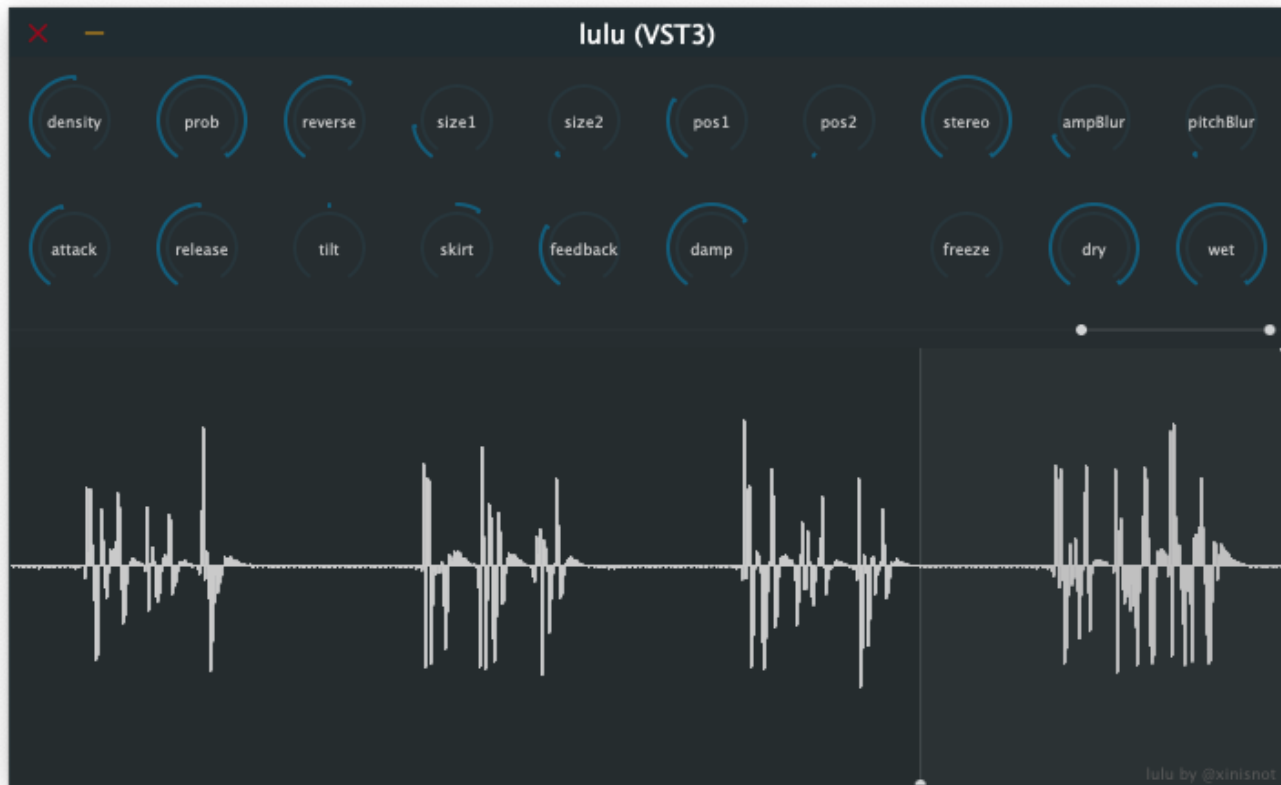 lulu (VST3)
density prob reverse size1 size2 pos1 pos2 stereo ampBlur pitchBlur
attack release tilt skirt feedback damp freeze dry wet
lulu by @xinisnot